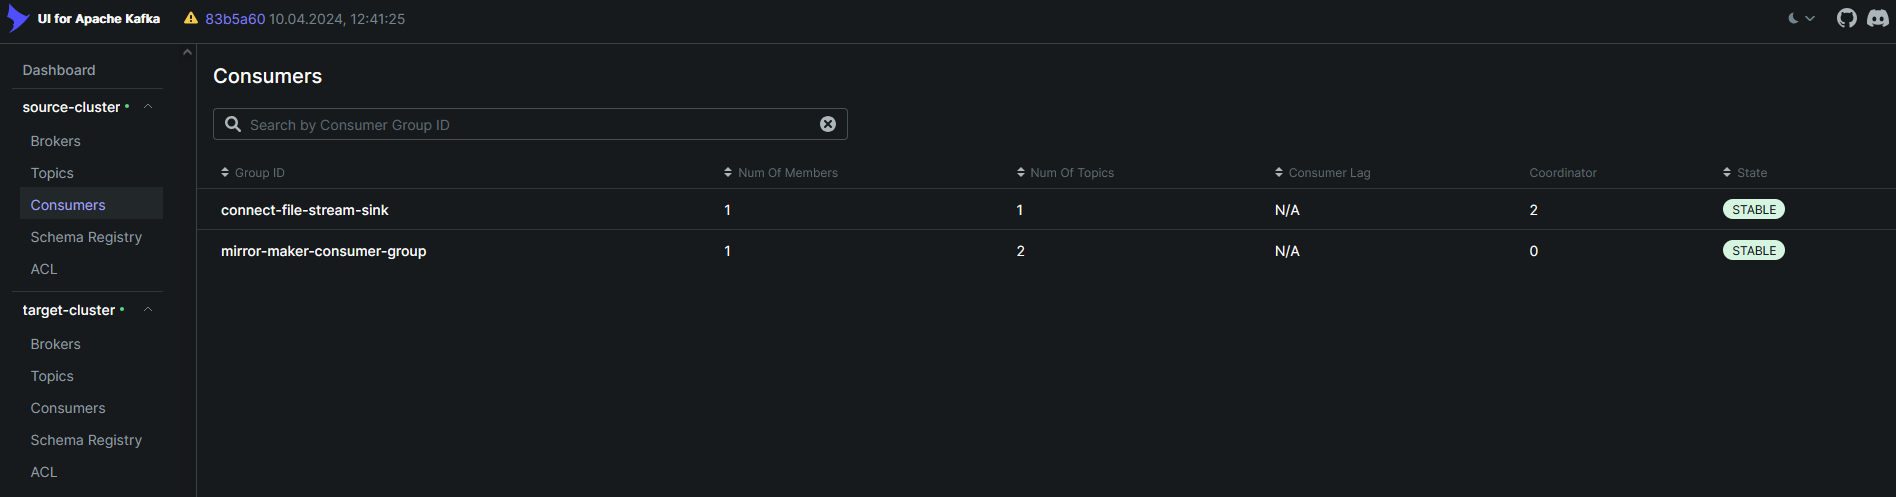 UI for Apache Kafka 83b5a60 10.04.2024, 12:41:25
Dashboard
source-cluster
Brokers
Topics
Consumers
Schema Registry
ACL
target-cluster
Brokers
Topics
Consumers
Schema Registry
ACL
Consumers
Search by Consumer Group ID
Group ID Num Of Members Num Of Topics Consumer Lag Coordinator State
connect-file-stream-sink 1 1 N/A 2 STABLE
mirror-maker-consumer-group 1 2 N/A 0 STABLE